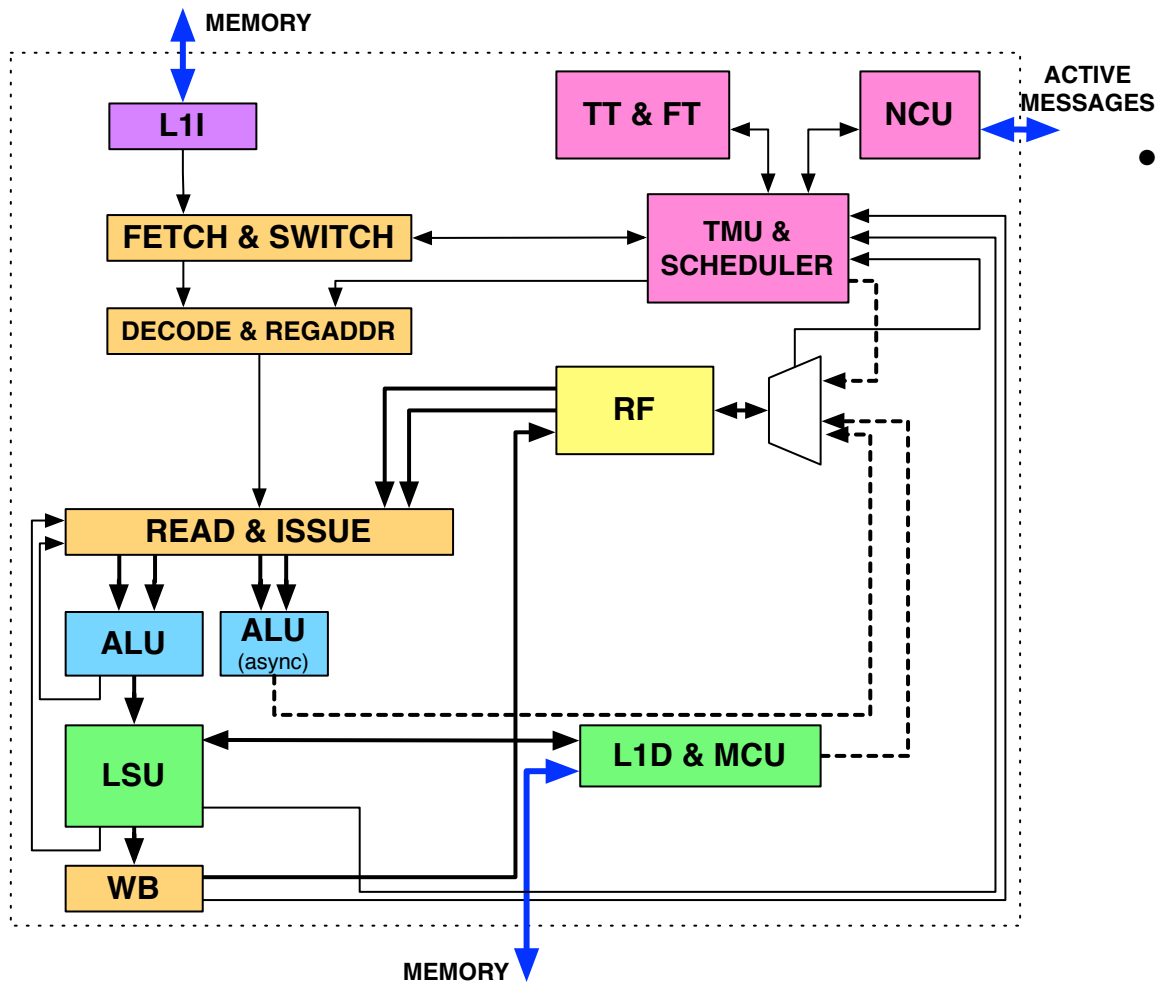 MEMORY
ACTIVE
MESSAGES
L1I
TT & FT
NCU
FETCH & SWITCH
TMU &
SCHEDULER
DECODE & REGADDR
RF
READ & ISSUE
ALU
ALU
(async)
LSU
L1D & MCU
WB
MEMORY